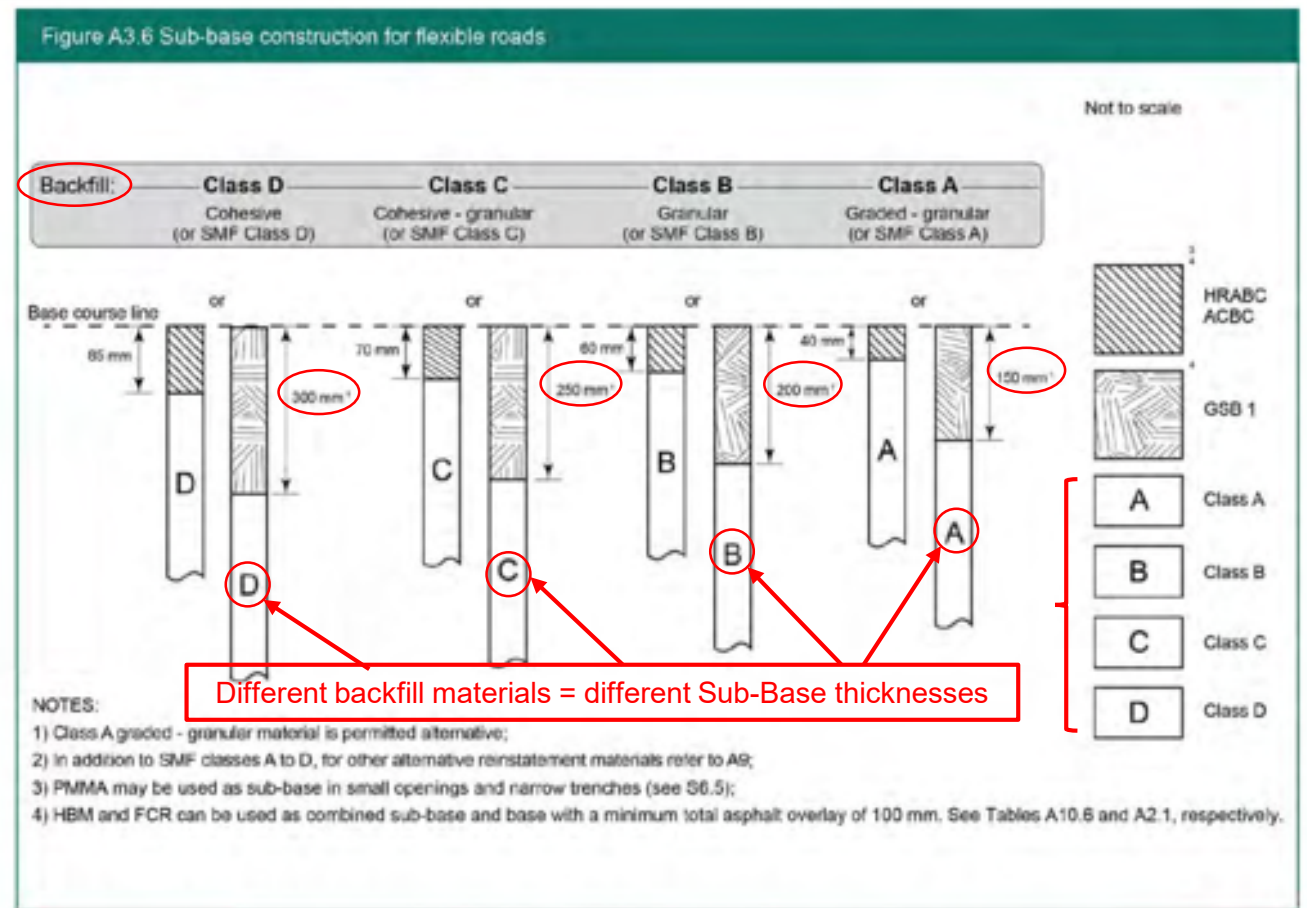 Figure A3.6 Sub-base construction for flexible roads
Not to scale
Backfill: Class D Class C Class B Class A
Cohesive Cohesive - granular Granular Graded - granular
(or SMF Class D) (or SMF Class C) (or SMF Class B) (or SMF Class A)
3
4
HRABC
ACBC
or or or or
Base course line
85 mm 70 mm 60 mm 40 mm
300 mm¹ 250 mm¹ 200 mm¹ 150 mm¹
4
GSB 1
D C B A
D C B A
A Class A
B Class B
C Class C
D Class D
Different backfill materials = different Sub-Base thicknesses
NOTES:
1) Class A graded - granular material is permitted alternative;
2) In addition to SMF classes A to D, for other alternative reinstatement materials refer to A9;
3) PMMA may be used as sub-base in small openings and narrow trenches (see S6.5);
4) HBM and FCR can be used as combined sub-base and base with a minimum total asphalt overlay of 100 mm. See Tables A10.6 and A2.1, respectively.